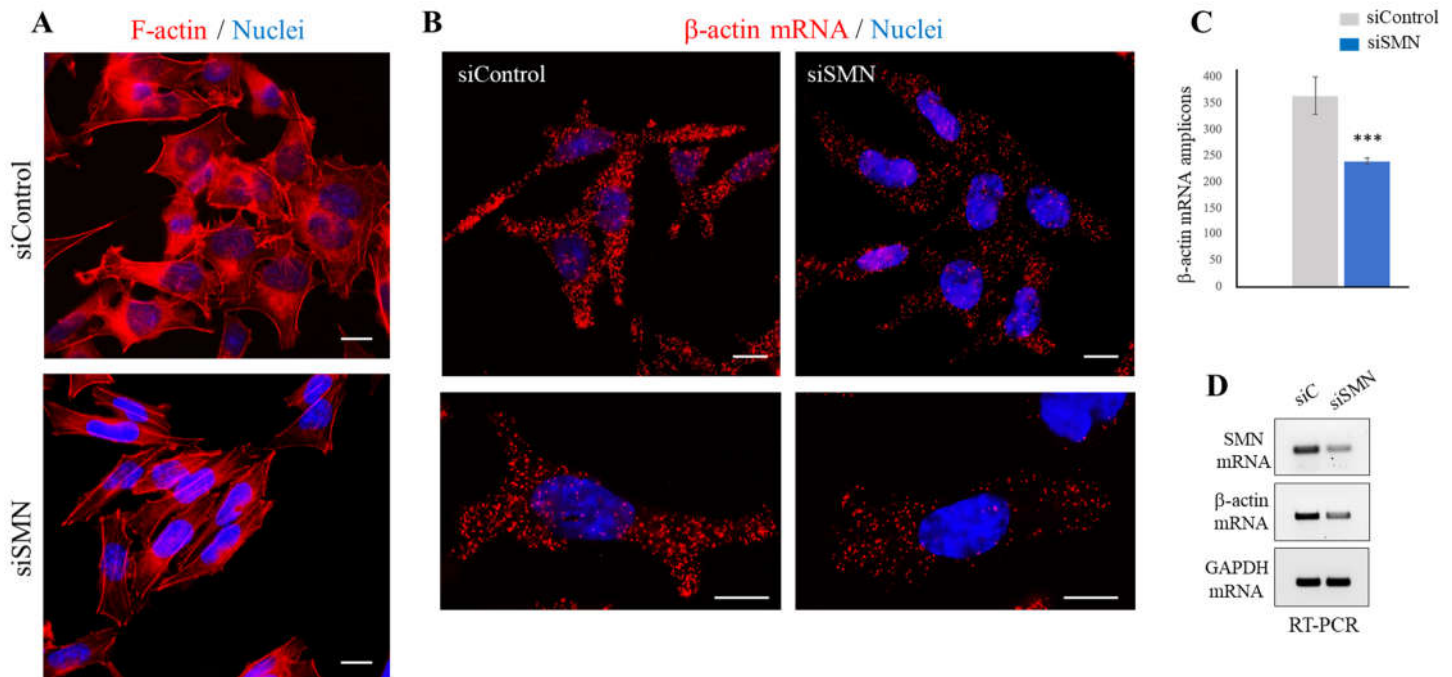 A
F-actin / Nuclei
siControl
siSMN
B
β-actin mRNA / Nuclei
siControl
siSMN
C
siControl
siSMN
β-actin mRNA amplicons
400
350
300
250
200
150
100
50
0
***
D
siC
siSMN
SMN
mRNA
β-actin
mRNA
GAPDH
mRNA
RT-PCR